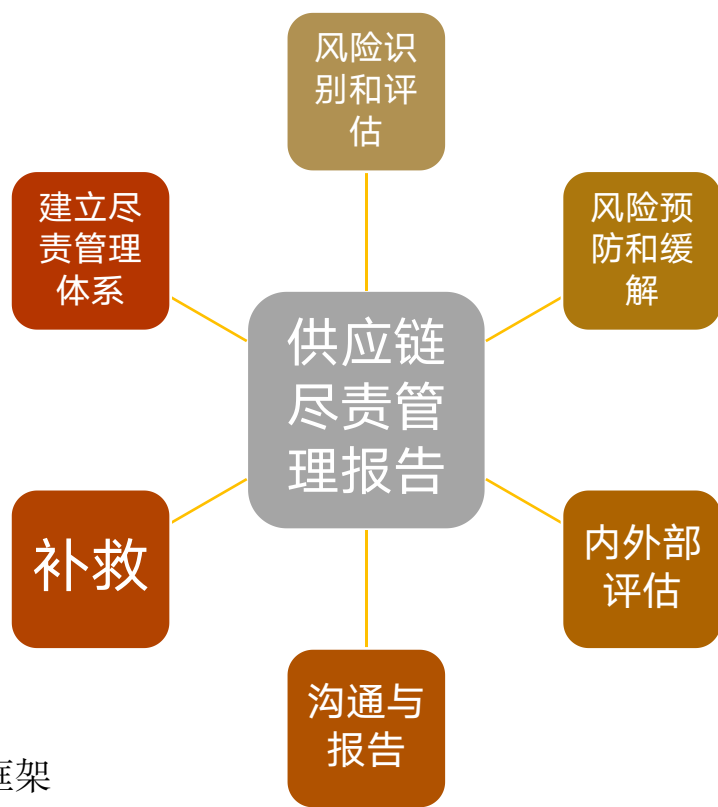 风险识
别和评
估
建立尽
责管理
体系
风险预
防和缓
解
供应链
尽责管
理报告
补救
内外部
评估
沟通与
报告
框架